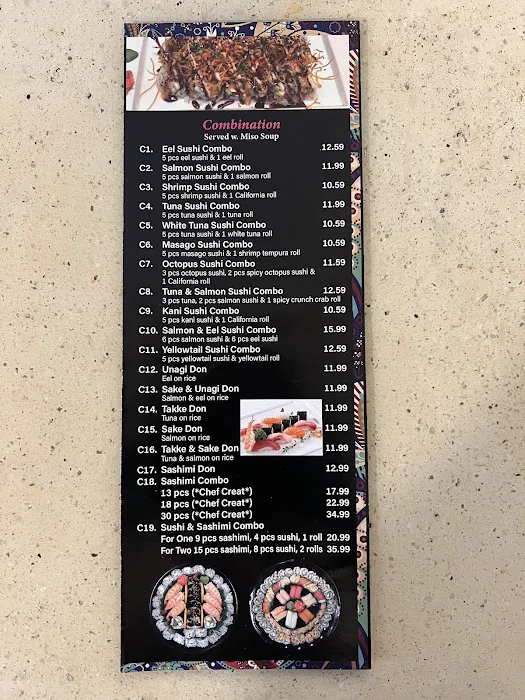 Combination
Served w. Miso Soup
C1. Eel Sushi Combo 12.59
5 pcs eel sushi & 1 eel roll
C2. Salmon Sushi Combo 11.99
5 pcs salmon sushi & 1 salmon roll
C3. Shrimp Sushi Combo 10.59
5 pcs shrimp sushi & 1 California roll
C4. Tuna Sushi Combo 11.99
5 pcs tuna sushi & 1 tuna roll
C5. White Tuna Sushi Combo 10.59
5 pcs tuna sushi & 1 white tuna roll
C6. Masago Sushi Combo 10.59
5 pcs masago sushi & 1 shrimp tempura roll
C7. Octopus Sushi Combo 11.59
3 pcs octopus sushi, 2 pcs spicy octopus sushi &
1 California roll
C8. Tuna & Salmon Sushi Combo 12.59
3 pcs tuna, 2 pcs salmon sushi & 1 spicy crunch crab roll
C9. Kani Sushi Combo 10.59
5 pcs kani sushi & 1 California roll
C10. Salmon & Eel Sushi Combo 15.99
6 pcs salmon sushi & 6 pcs eel sushi
C11. Yellowtail Sushi Combo 12.59
5 pcs yellowtail sushi & yellowtail roll
C12. Unagi Don 11.99
Eel on rice
C13. Sake & Unagi Don 11.99
Salmon & eel on rice
C14. Takke Don 11.99
Tuna on rice
C15. Sake Don 11.99
Salmon on rice
C16. Takke & Sake Don 11.99
Tuna & salmon on rice
C17. Sashimi Don 12.99
C18. Sashimi Combo
13 pcs (*Chef Creat*) 17.99
18 pcs (*Chef Creat*) 22.99
30 pcs (*Chef Creat*) 34.99
C19. Sushi & Sashimi Combo
For One 9 pcs sashimi, 4 pcs sushi, 1 roll 20.99
For Two 15 pcs sashimi, 8 pcs sushi, 2 rolls 35.99